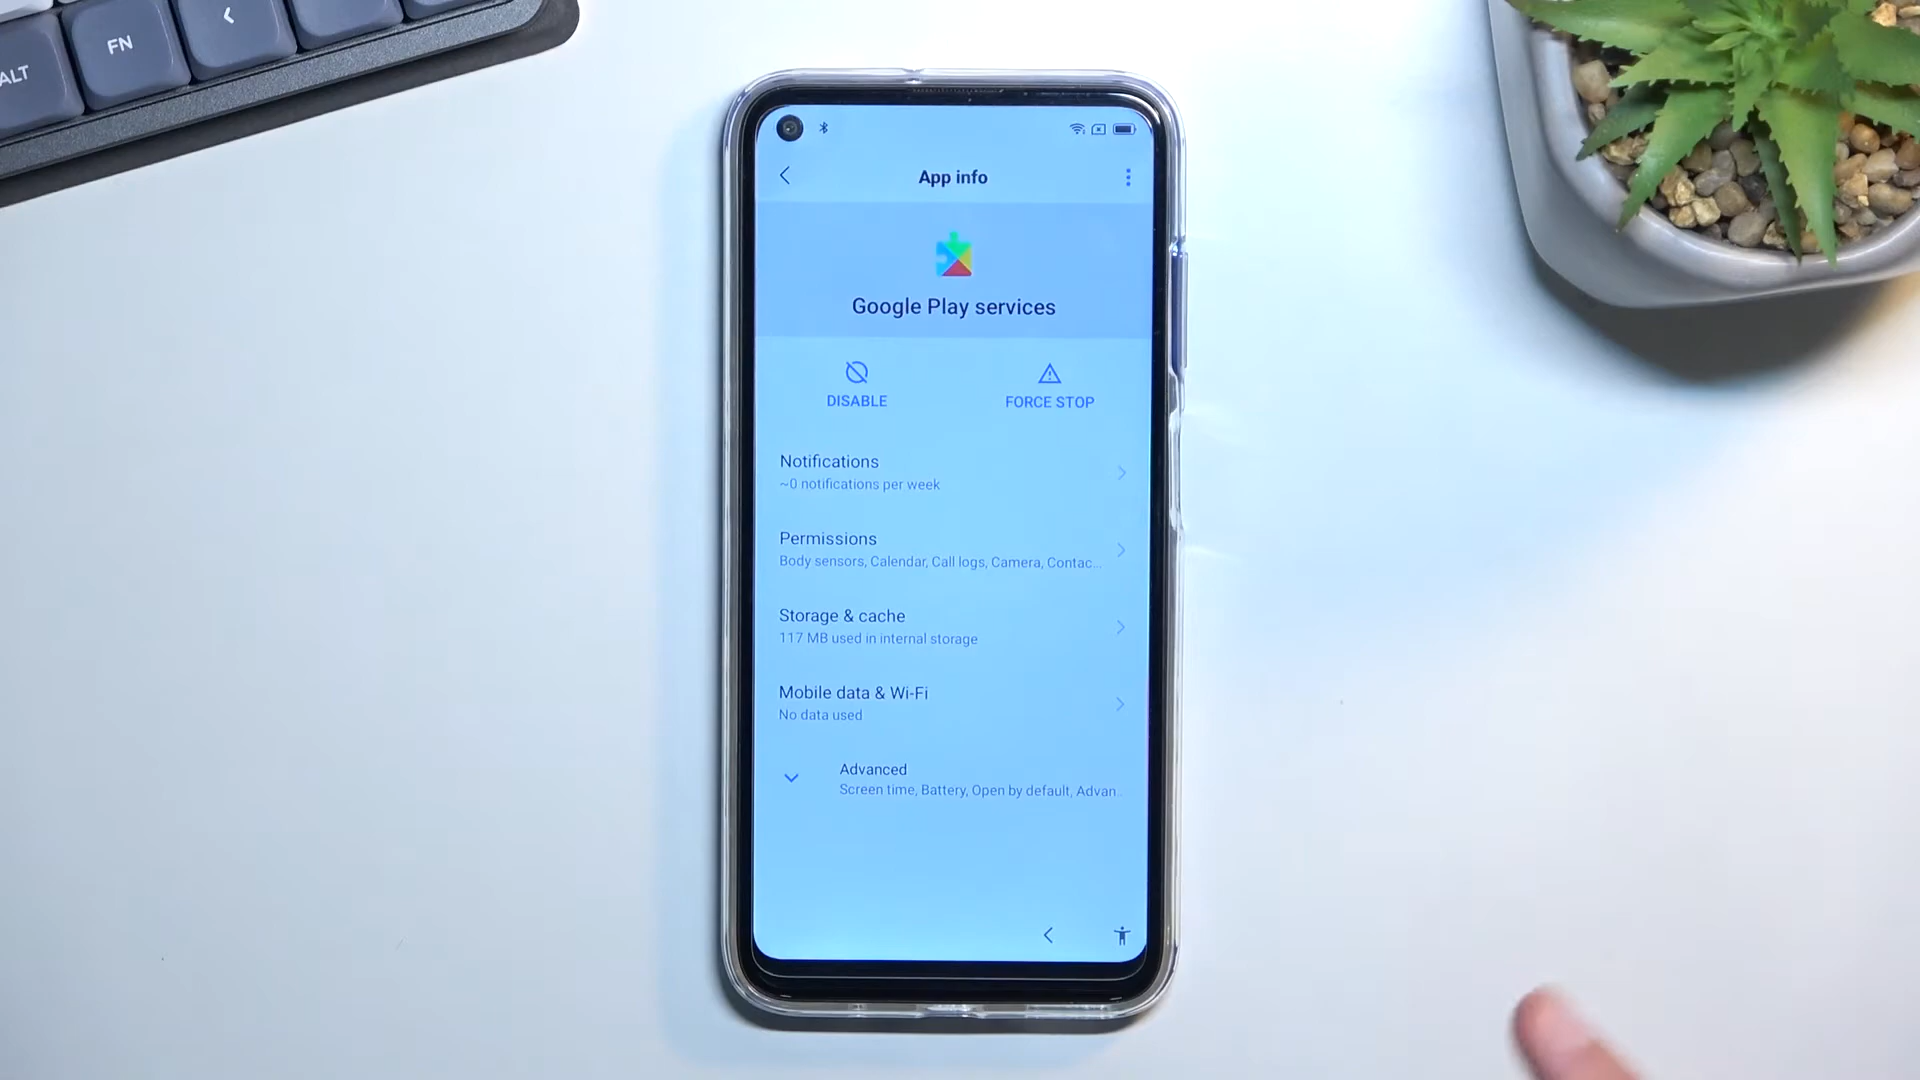 FN
ALT
App info
Google Play services
DISABLE
FORCE STOP
Notifications
~0 notifications per week
Permissions
Body sensors, Calendar, Call logs, Camera, Contac...
Storage & cache
117 MB used in internal storage
Mobile data & Wi-Fi
No data used
Advanced
Screen time, Battery, Open by default, Advan..